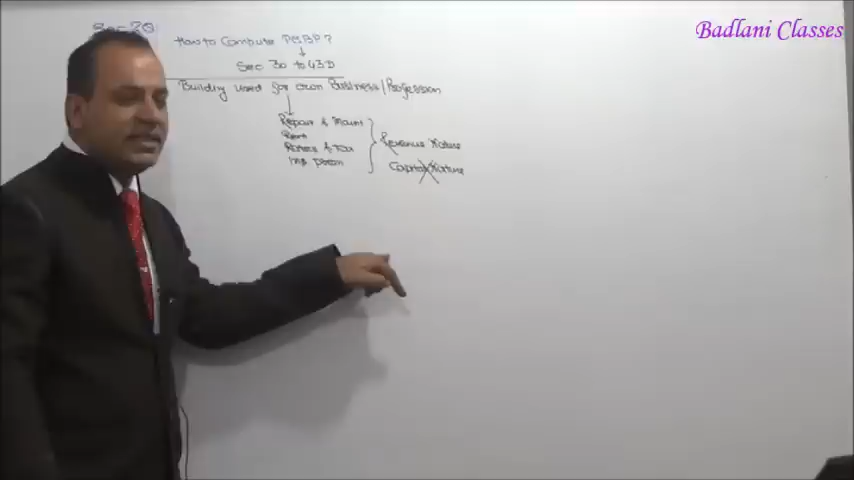 Badlani Classes
Sec 30
How to Compute PGBP?
Sec 30 to 43D
Building used for own Business/Profession
Repair & Maint
Rent
Rates & Tax
Ins prem
Revenue Nature
Capital Nature